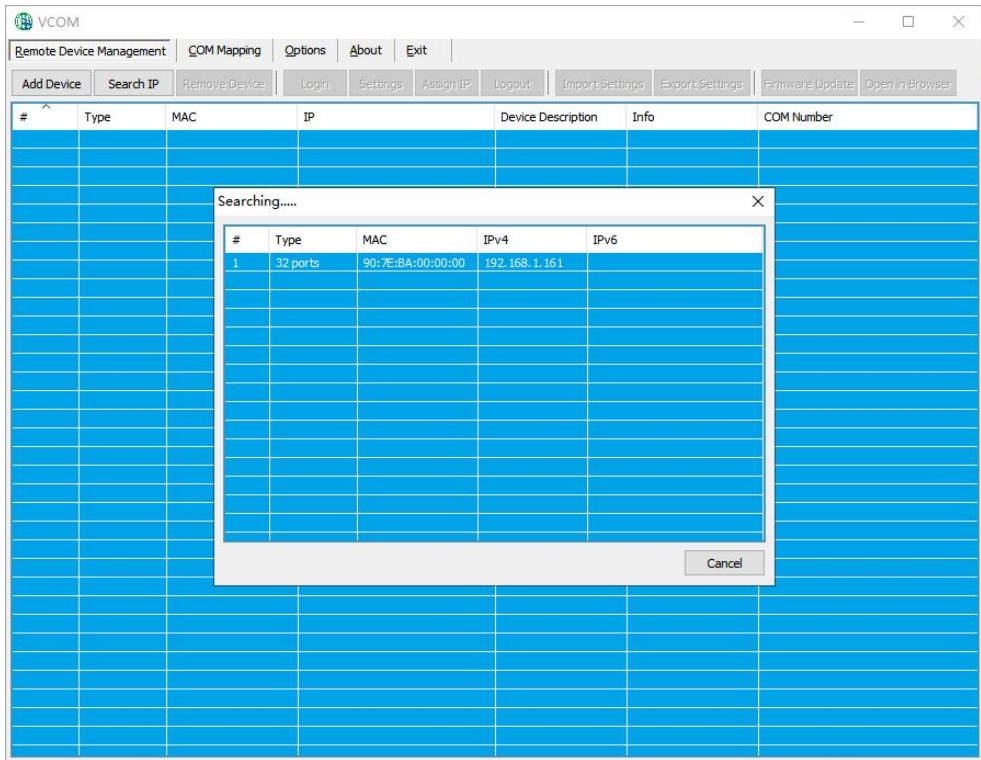 VCOM
Remote Device Management COM Mapping Options About Exit
Add Device Search IP Remove Device Login Settings Assign IP Logout Import Settings Export Settings Firmware Update Open in Browser
# Type MAC IP Device Description Info COM Number
Searching.....
# Type MAC IPv4 IPv6
1 32 ports 90:7E:BA:00:00:00 192.168.1.161
Cancel